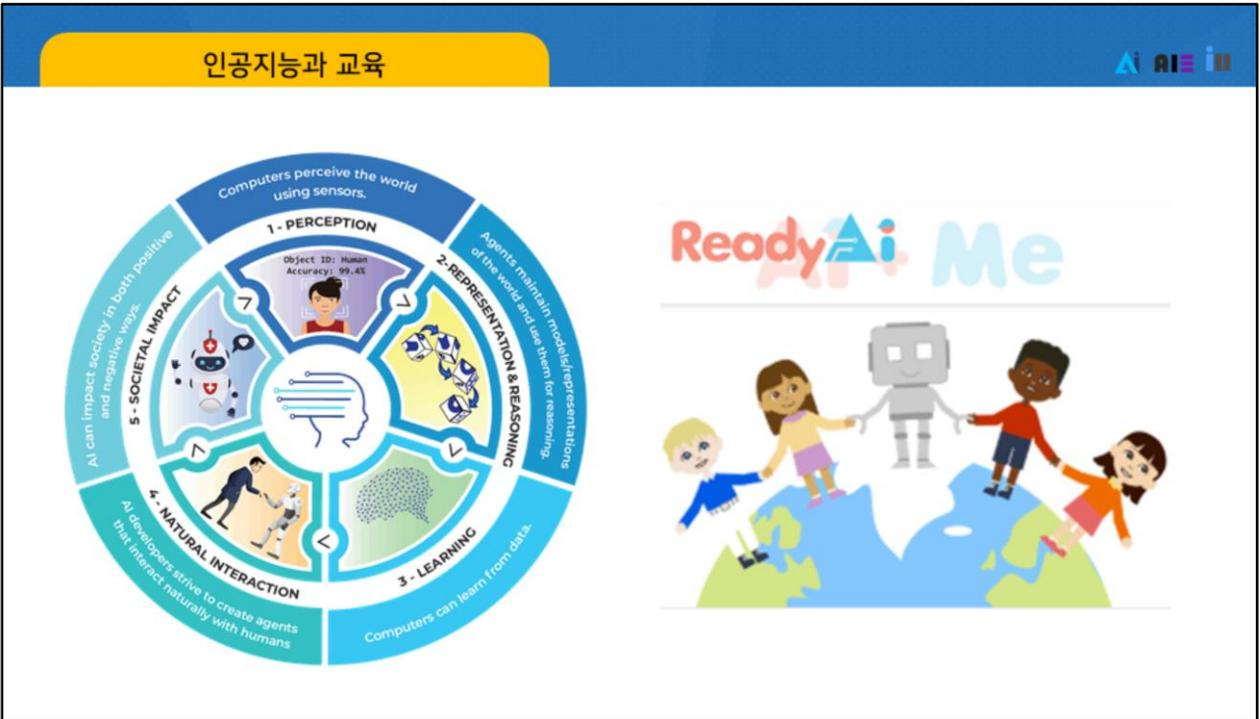 인공지능과 교육
Ai AIE
Computers perceive the world
using sensors.
1 - PERCEPTION
Object ID: Human
Accuracy: 99.4%
Agents maintain models/representations
of the world and use them for reasoning.
2-REPRESENTATION & REASONING
3 - LEARNING
Computers can learn from data.
4 - NATURAL INTERACTION
AI developers strive to create agents
that interact naturally with humans
AI can impact society in both positive
and negative ways.
5 - SOCIETAL IMPACT
ReadyAi
AI+ Me